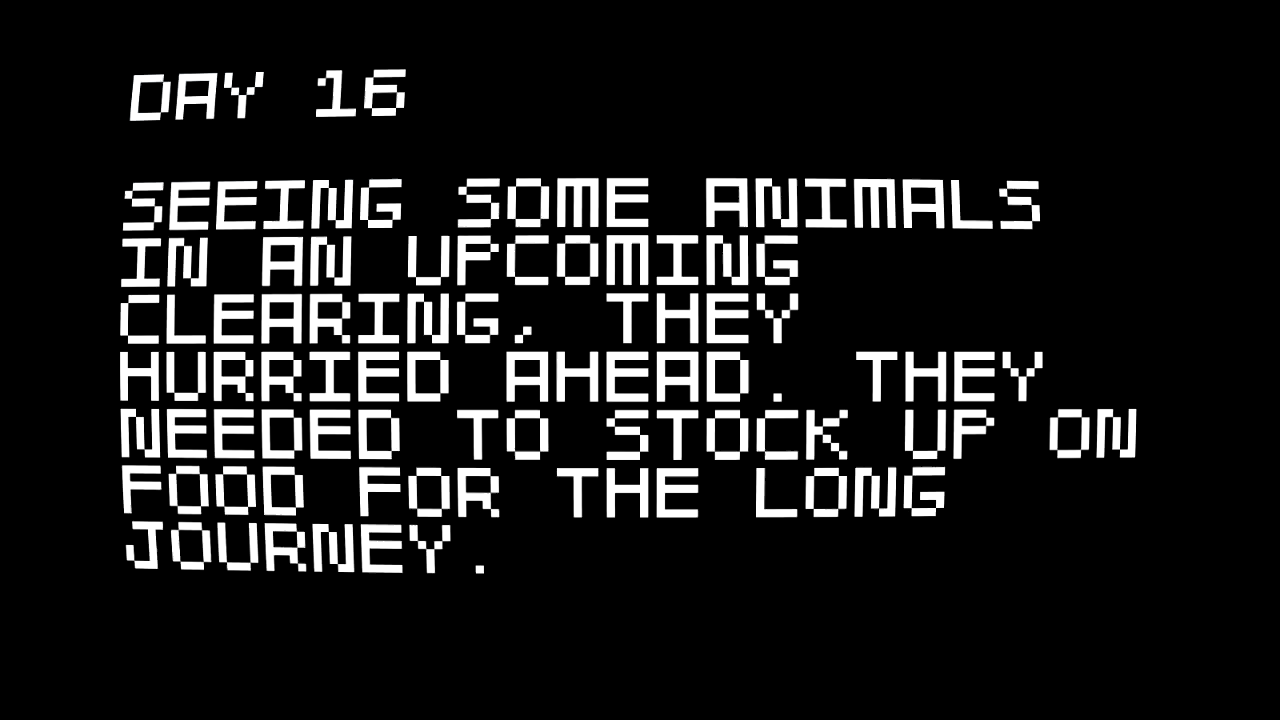 DAY 16
SEEING SOME ANIMALS
IN AN UPCOMING
CLEARING, THEY
HURRIED AHEAD. THEY
NEEDED TO STOCK UP ON
FOOD FOR THE LONG
JOURNEY.